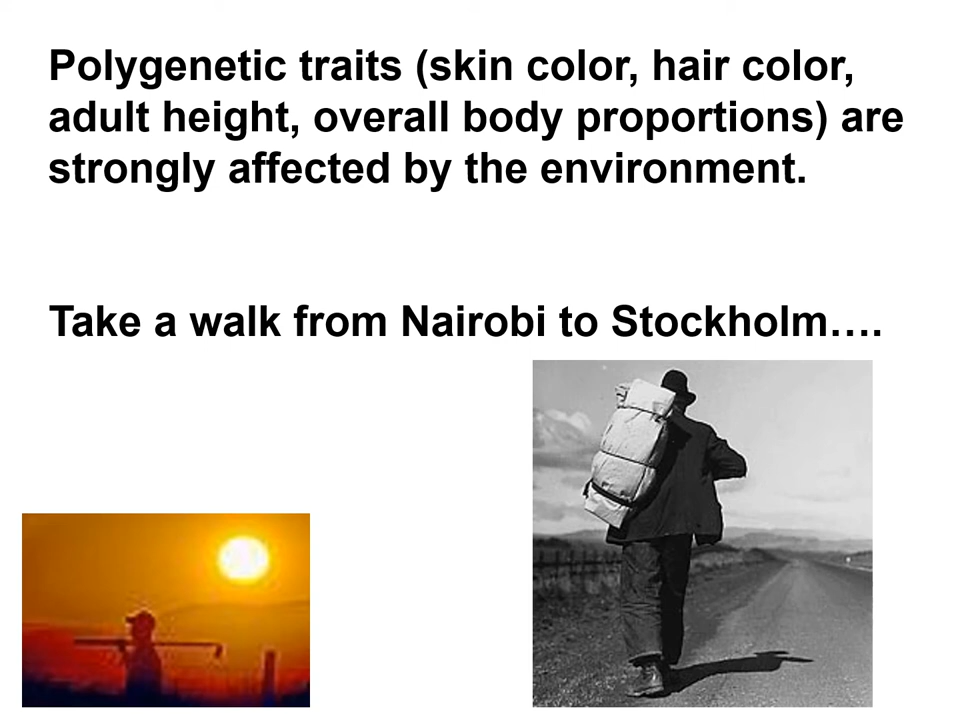 Polygenetic traits (skin color, hair color,
adult height, overall body proportions) are
strongly affected by the environment.
Take a walk from Nairobi to Stockholm….